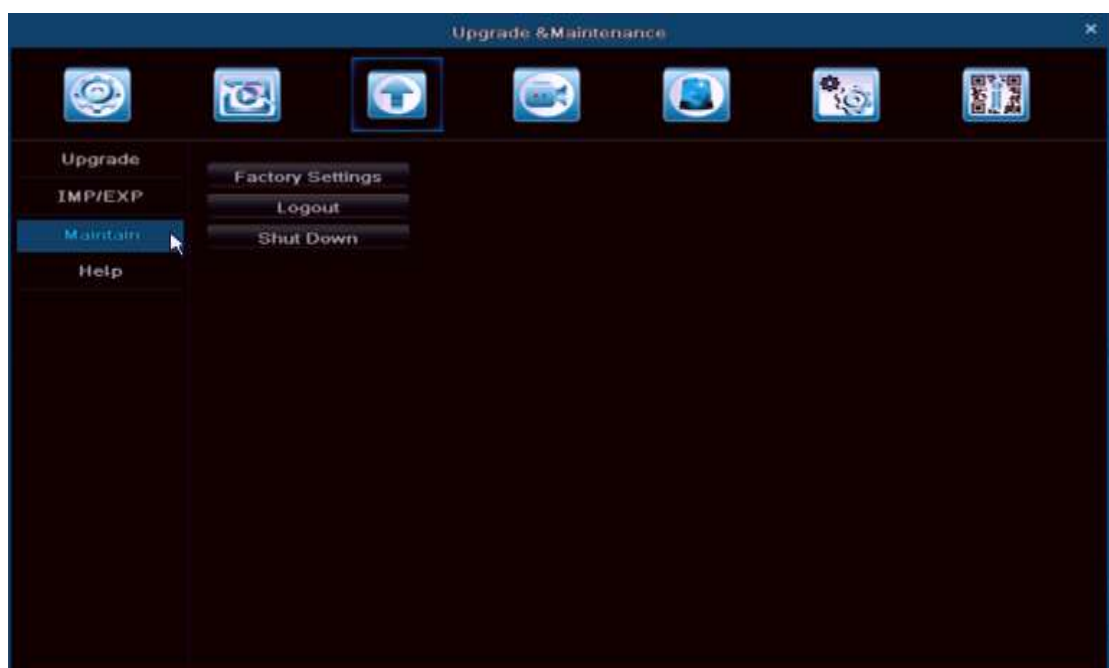 Upgrade &Maintenance
Upgrade
IMP/EXP
Maintain
Help
Factory Settings
Logout
Shut Down